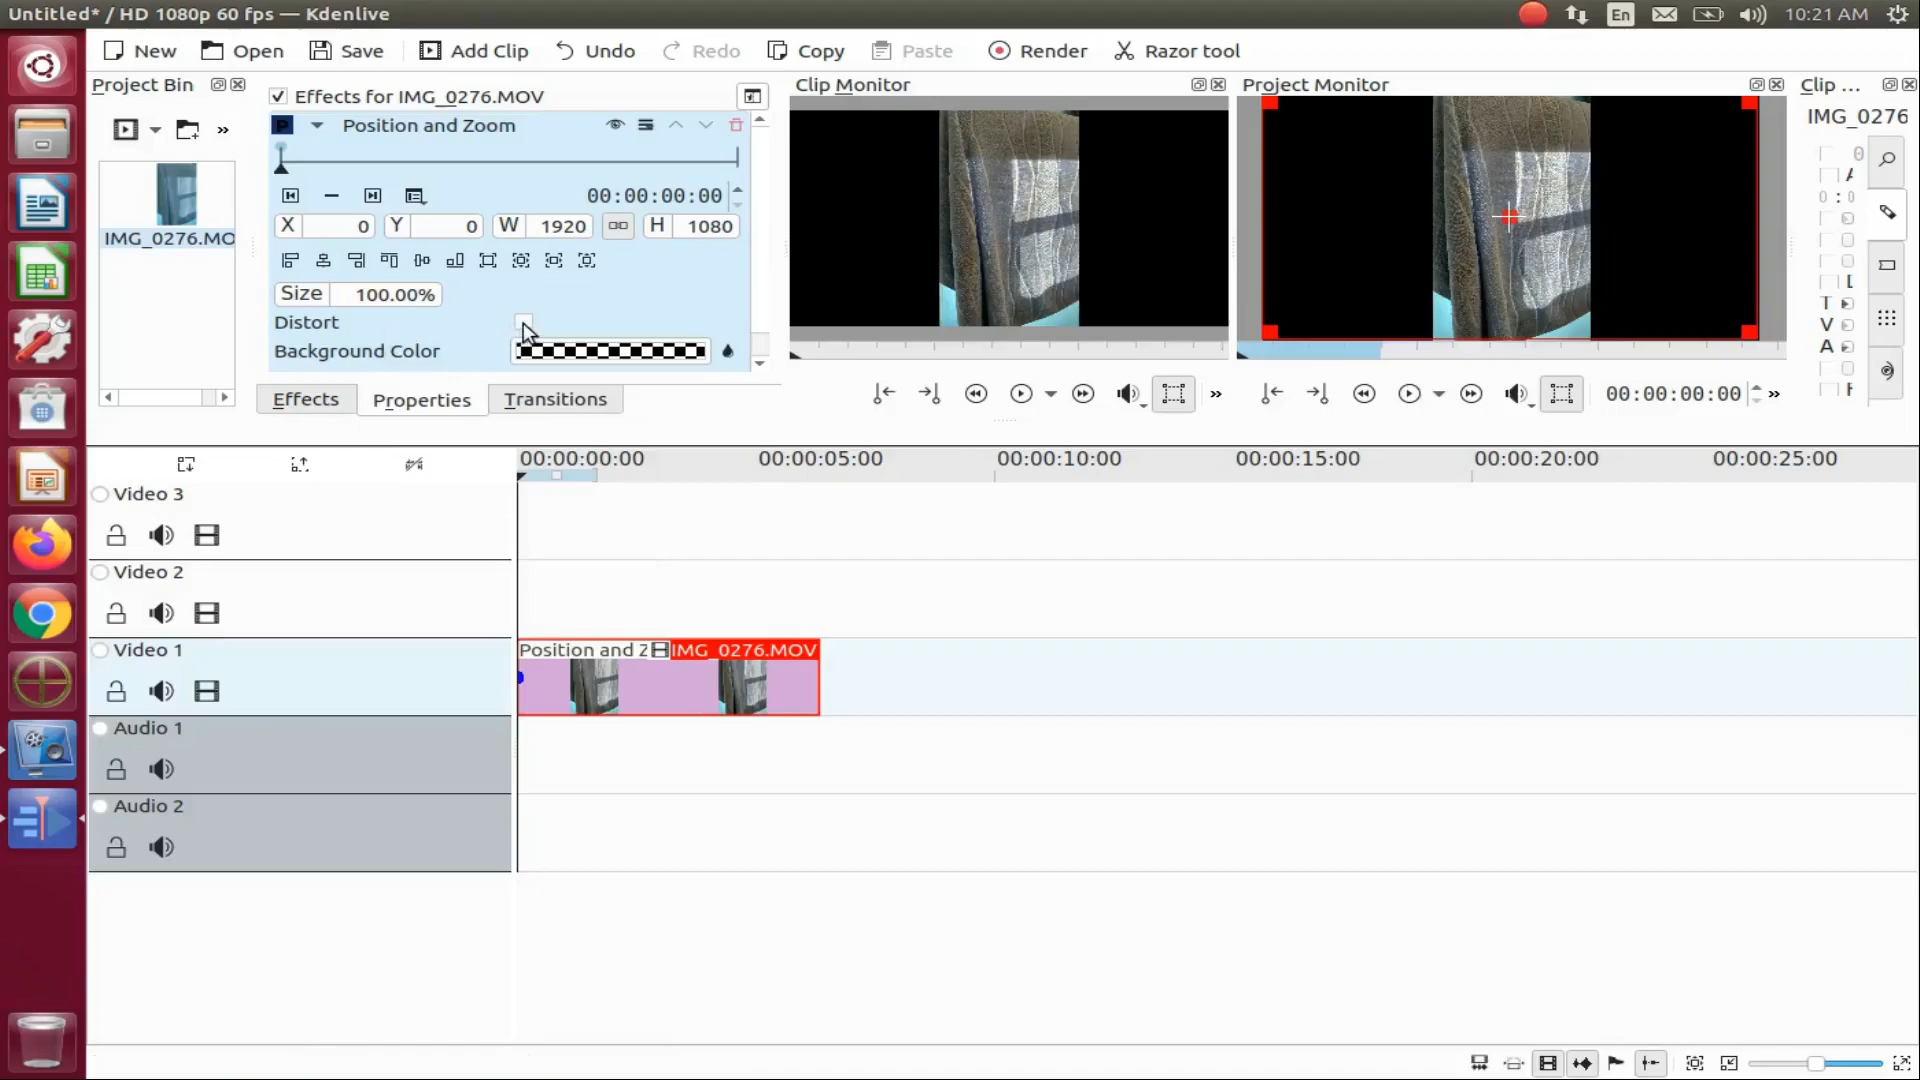 Untitled* / HD 1080p 60 fps — Kdenlive
En
10:21 AM
New
Open
Save
Add Clip
Undo
Redo
Copy
Paste
Render
Razor tool
Project Bin
Effects for IMG_0276.MOV
Clip Monitor
Project Monitor
Clip ...
IMG_0276
Position and Zoom
00:00:00:00
X 0 Y 0 W 1920 H 1080
Size 100.00%
Distort
Background Color
IMG_0276.MO
T
V
A
Effects
Properties
Transitions
00:00:00:00
00:00:00:00
00:00:05:00
00:00:10:00
00:00:15:00
00:00:20:00
00:00:25:00
Video 3
Video 2
Video 1
Position and Z
IMG_0276.MOV
Audio 1
Audio 2